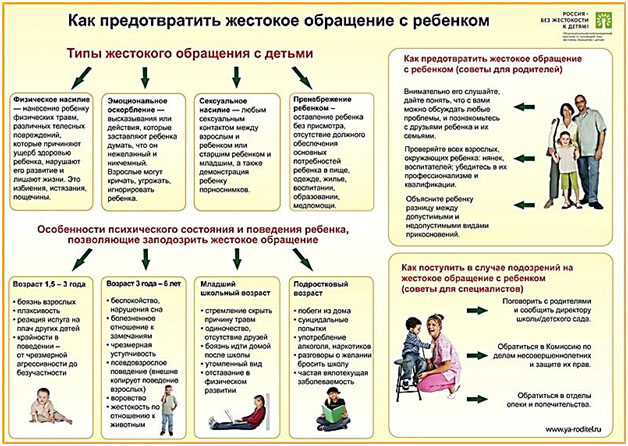 Как предотвратить жестокое обращение с ребенком
РОССИЯ -
БЕЗ ЖЕСТОКОСТИ
К ДЕТЯМ!
Типы жестокого обращения с детьми
Физическое насилие
— нанесение ребенку
физических травм,
различных телесных
повреждений,
которые причиняют
ущерб здоровью
ребенка, нарушают
его развитие и
лишают жизни. Это
избиения, истязания,
пощечины.
Эмоциональное
оскорбление —
высказывания или
действия, которые
заставляют ребенка
думать, что он
нежеланный и
никчемный.
Взрослые могут
кричать, угрожать,
игнорировать ребенка.
Сексуальное
насилие — любым
сексуальным
контактом между
взрослым и
ребенком или
старшим ребенком и
младшим, а также
демонстрация
ребенку
порноснимков.
Пренебрежение
ребенком –
оставление ребенка
без присмотра,
отсутствие должного
обеспечения
основных
потребностей
ребенка в пище,
одежде, жилье,
воспитании,
образовании,
медпомощи.
Особенности психического состояния и поведения ребенка,
позволяющие заподозрить жестокое обращение
Возраст 1,5 – 3 года
• боязнь взрослых
• плаксивость
• реакция испуга на
плач других детей
• крайности в
поведении –
от чрезмерной
агрессивности до
безучастности
Возраст 3 года – 6 лет
• беспокойство,
нарушения сна
• болезненное
отношение к
замечаниям
• чрезмерная
уступчивость
• псевдовзрослое
поведение (внешне
копирует поведение
взрослых)
• воровство
• жестокость по
отношению к
животным
Младший
школьный возраст
• стремление скрыть
причину травм
• одиночество,
отсутствие друзей
• боязнь идти домой
после школы
• утомленный вид
• отставание в
физическом
развитии
Подростковый
возраст
• побеги из дома
• суицидальные
попытки
• употребление
алкоголя, наркотиков
• разговоры о желании
бросить школу
• частая вялотекущая
заболеваемость
Как предотвратить жестокое обращение
с ребенком (советы для родителей)
Внимательно его слушайте,
дайте понять, что с вами
можно обсуждать любые
проблемы, и познакомьтесь
с друзьями ребенка и их
семьями.
Проверяйте всех взрослых,
окружающих ребенка: нянек,
воспитателей; убедитесь в их
профессионализме и
квалификации.
Объясните ребенку
разницу между
допустимыми и
недопустимыми видами
прикосновений.
Как поступить в случае подозрений на
жестокое обращение с ребенком
(советы для специалистов)
Поговорить с родителями
и сообщить директору
школы/детского сада.
Обратиться в Комиссию по
делам несовершеннолетних
и защите их прав.
Обратиться в отделы
опеки и попечительства.
www.ya-roditel.ru